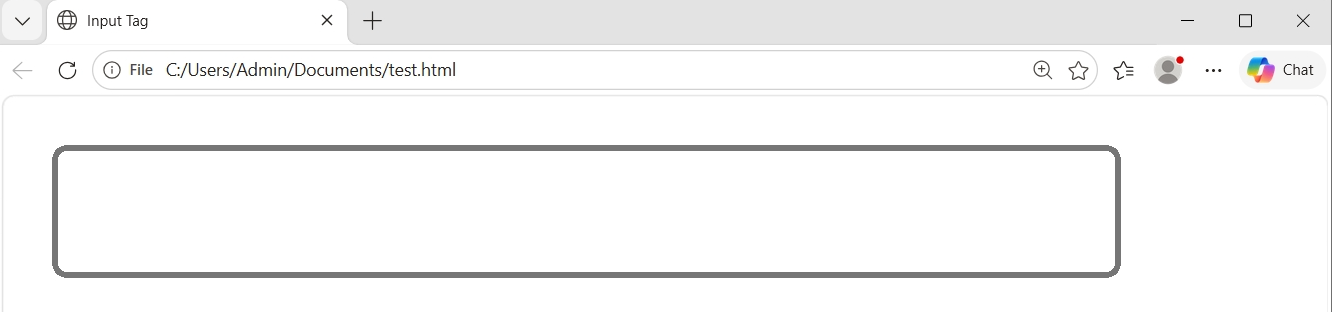 Input Tag
File C:/Users/Admin/Documents/test.html
Chat